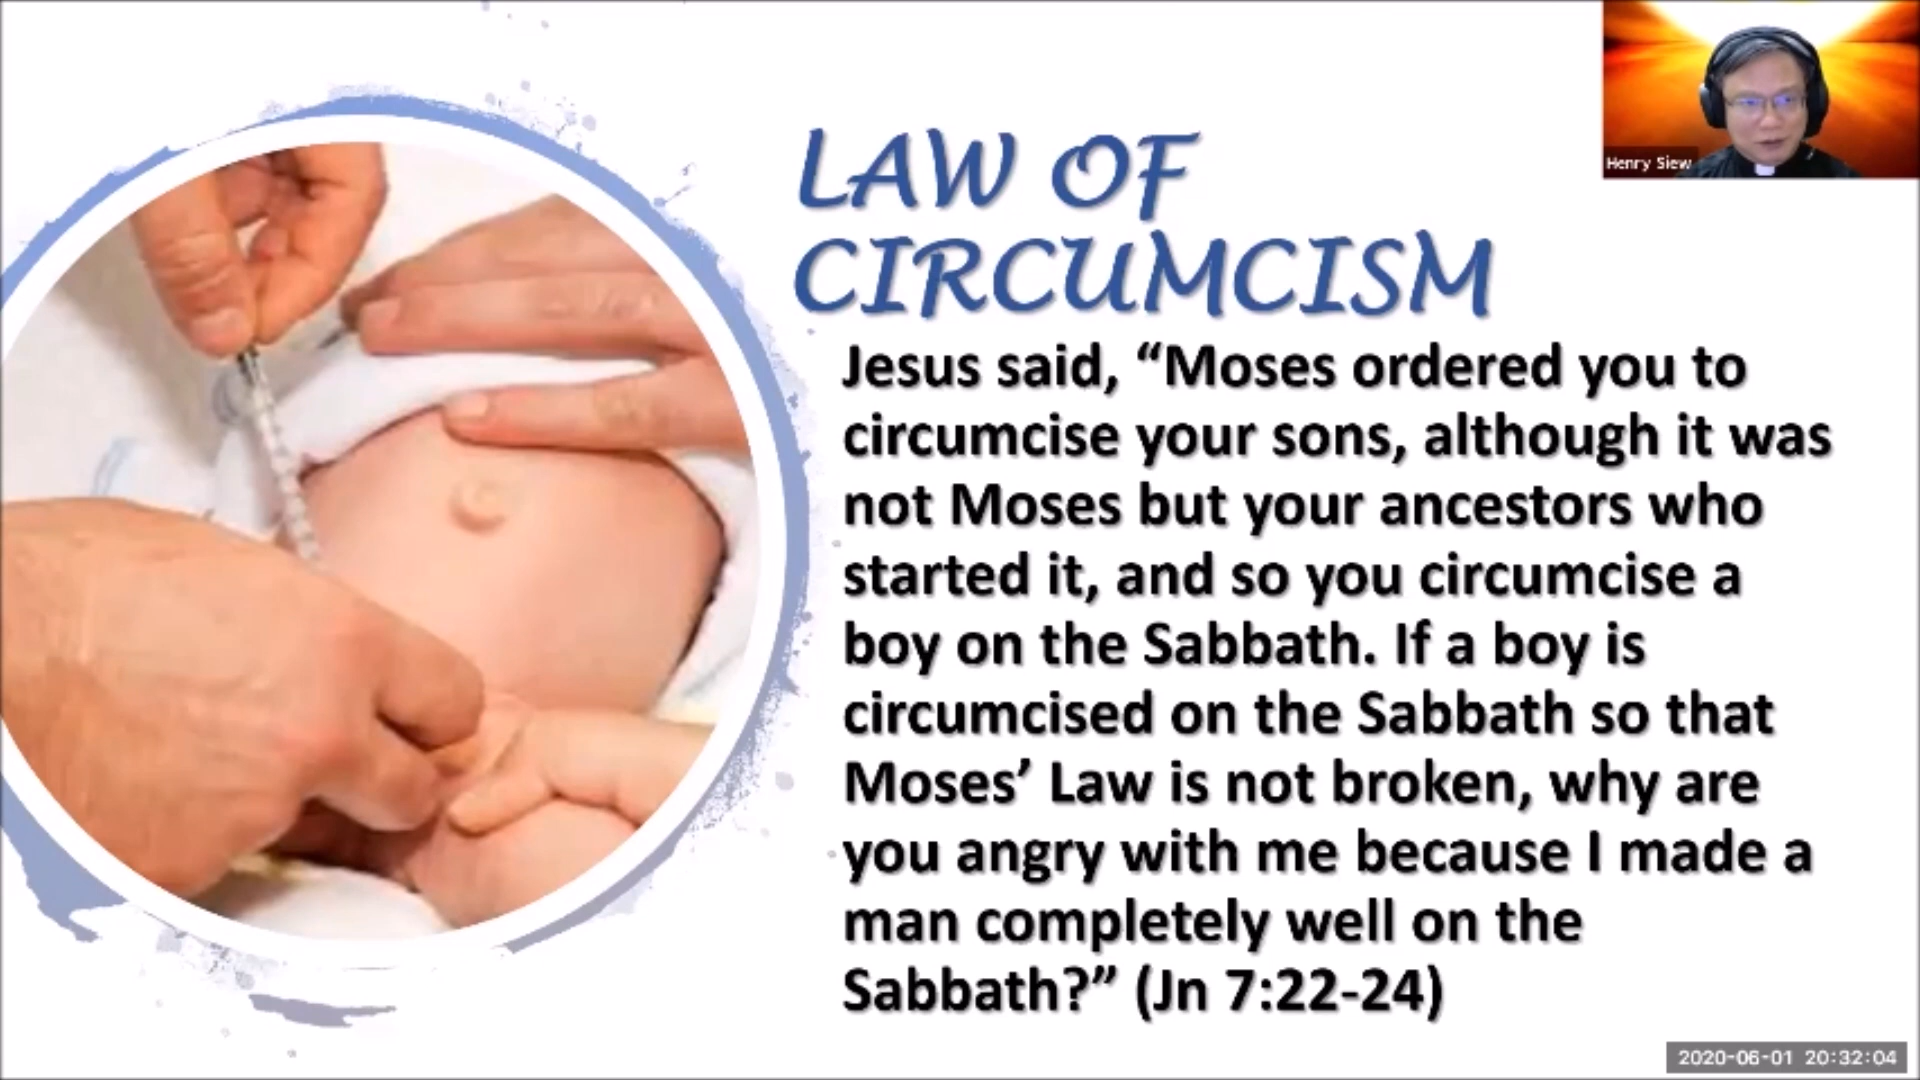 LAW OF
CIRCUMCISM
Jesus said, “Moses ordered you to
circumcise your sons, although it was
not Moses but your ancestors who
started it, and so you circumcise a
boy on the Sabbath. If a boy is
circumcised on the Sabbath so that
Moses’ Law is not broken, why are
you angry with me because I made a
man completely well on the
Sabbath?” (Jn 7:22-24)
Henry Siew
2020-06-01 20:32:04